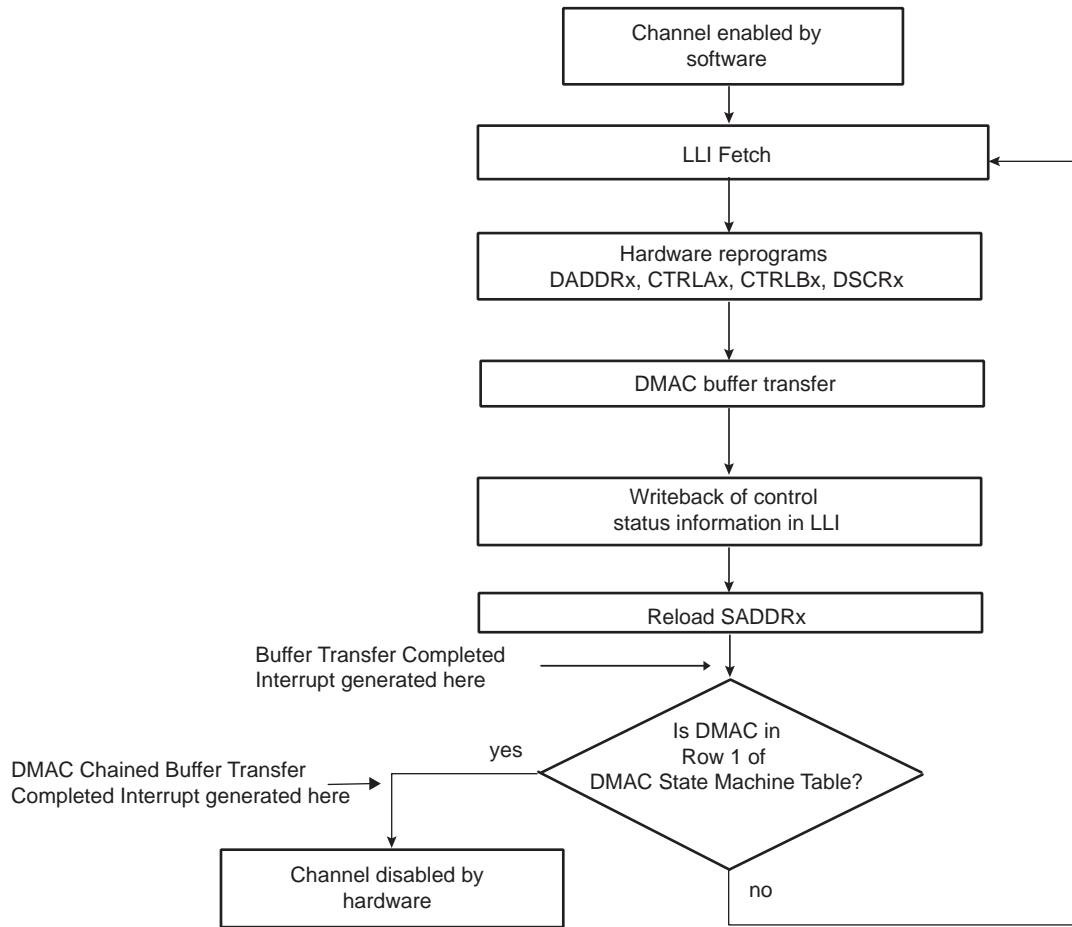 Channel enabled by
software
LLI Fetch
Hardware reprograms
DADDRx, CTRLAx, CTRLBx, DSCRx
DMAC buffer transfer
Writeback of control
status information in LLI
Reload SADDRx
Buffer Transfer Completed
Interrupt generated here
Is DMAC in
Row 1 of
DMAC State Machine Table?
yes
DMAC Chained Buffer Transfer
Completed Interrupt generated here
Channel disabled by
hardware
no